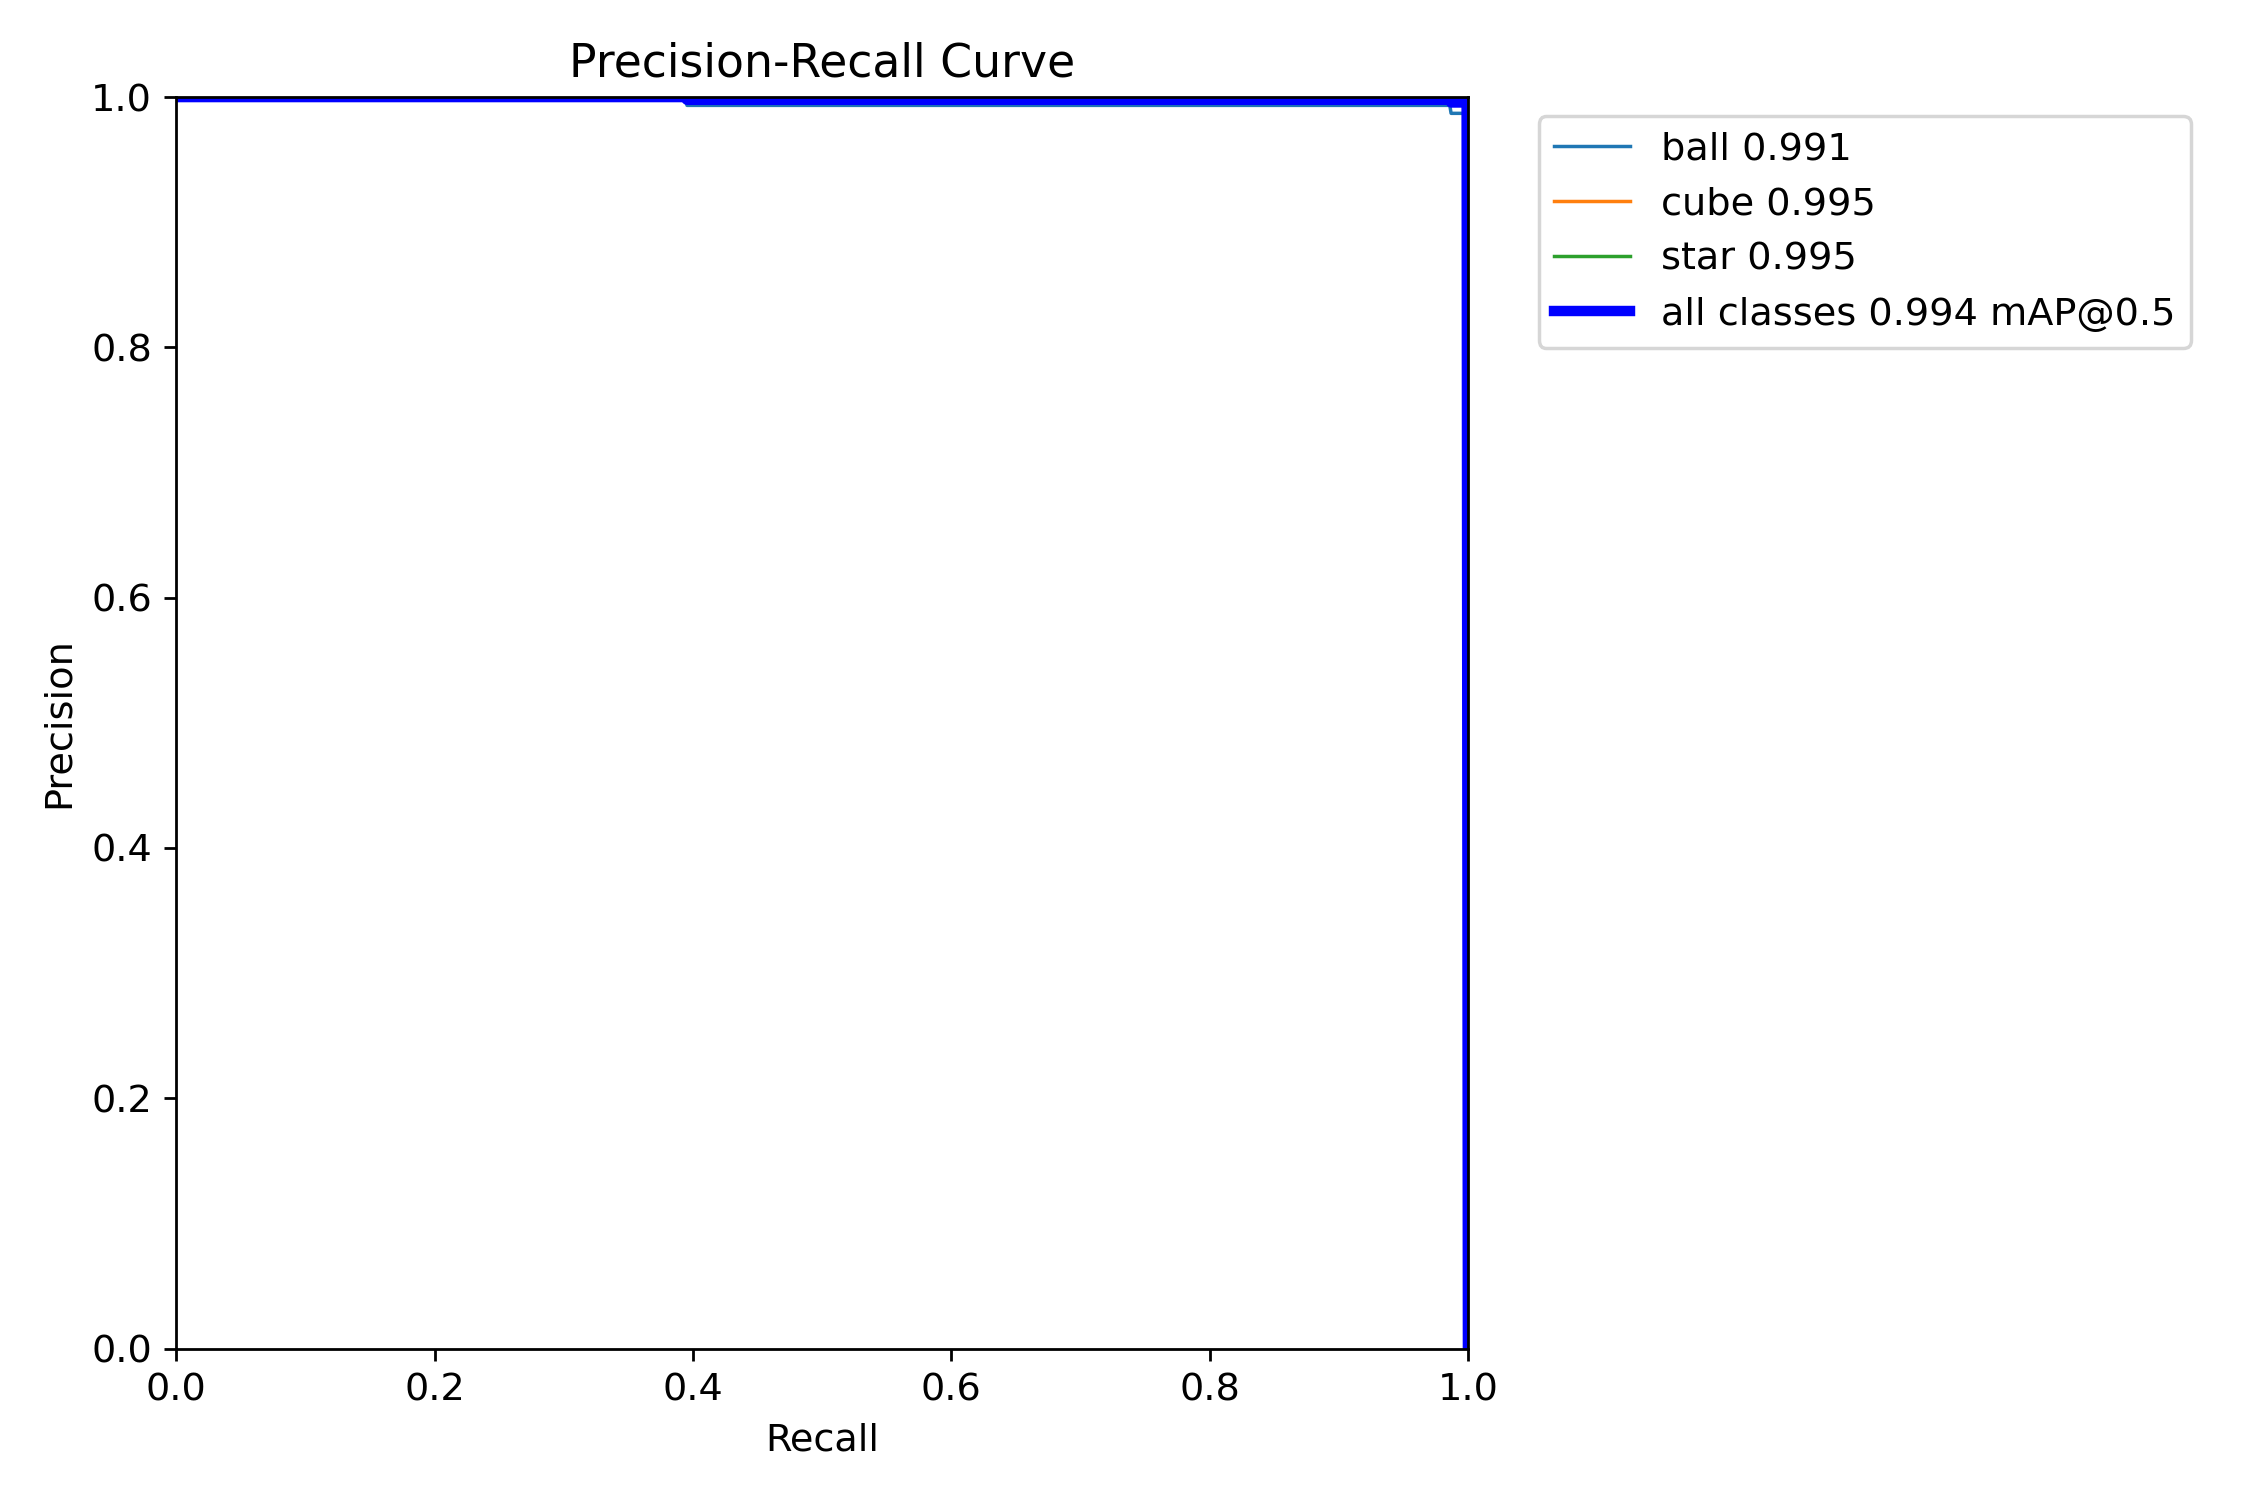 Precision-Recall Curve
1.0
0.8
0.6
0.4
0.2
0.0
Precision
0.0 0.2 0.4 0.6 0.8 1.0
Recall
ball 0.991
cube 0.995
star 0.995
all classes 0.994 mAP@0.5